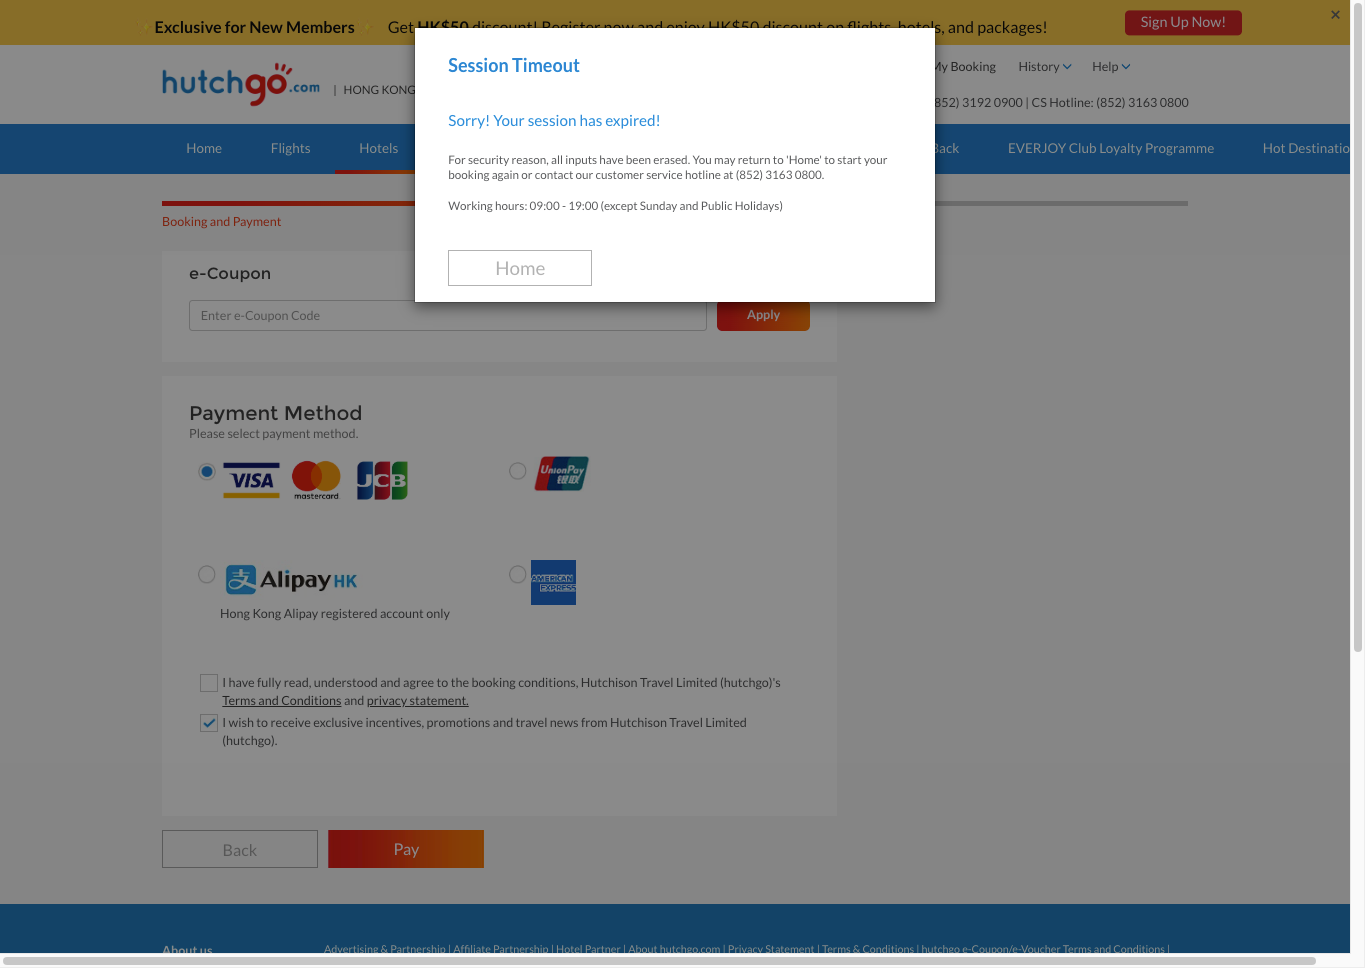 Exclusive for New Members Get HK$50 discount! Register now and enjoy HK$50 discount on flights, hotels, and packages! Sign Up Now!
hutchgo.com | HONG KONG
My Booking History Help
852) 3192 0900 | CS Hotline: (852) 3163 0800
Home Flights Hotels Back EVERJOY Club Loyalty Programme Hot Destinatio
Session Timeout
Sorry! Your session has expired!
For security reason, all inputs have been erased. You may return to 'Home' to start your
booking again or contact our customer service hotline at (852) 3163 0800.
Working hours: 09:00 - 19:00 (except Sunday and Public Holidays)
Home
Booking and Payment
e-Coupon
Enter e-Coupon Code Apply
Payment Method
Please select payment method.
VISA mastercard JCB UnionPay 银联
支 Alipay HK AMERICAN EXPRESS
Hong Kong Alipay registered account only
I have fully read, understood and agree to the booking conditions, Hutchison Travel Limited (hutchgo)'s
Terms and Conditions and privacy statement.
I wish to receive exclusive incentives, promotions and travel news from Hutchison Travel Limited
(hutchgo).
Back Pay
About us Advertising & Partnership | Affiliate Partnership | Hotel Partner | About hutchgo.com | Privacy Statement | Terms & Conditions | hutchgo e-Coupon/e-Voucher Terms and Conditions |